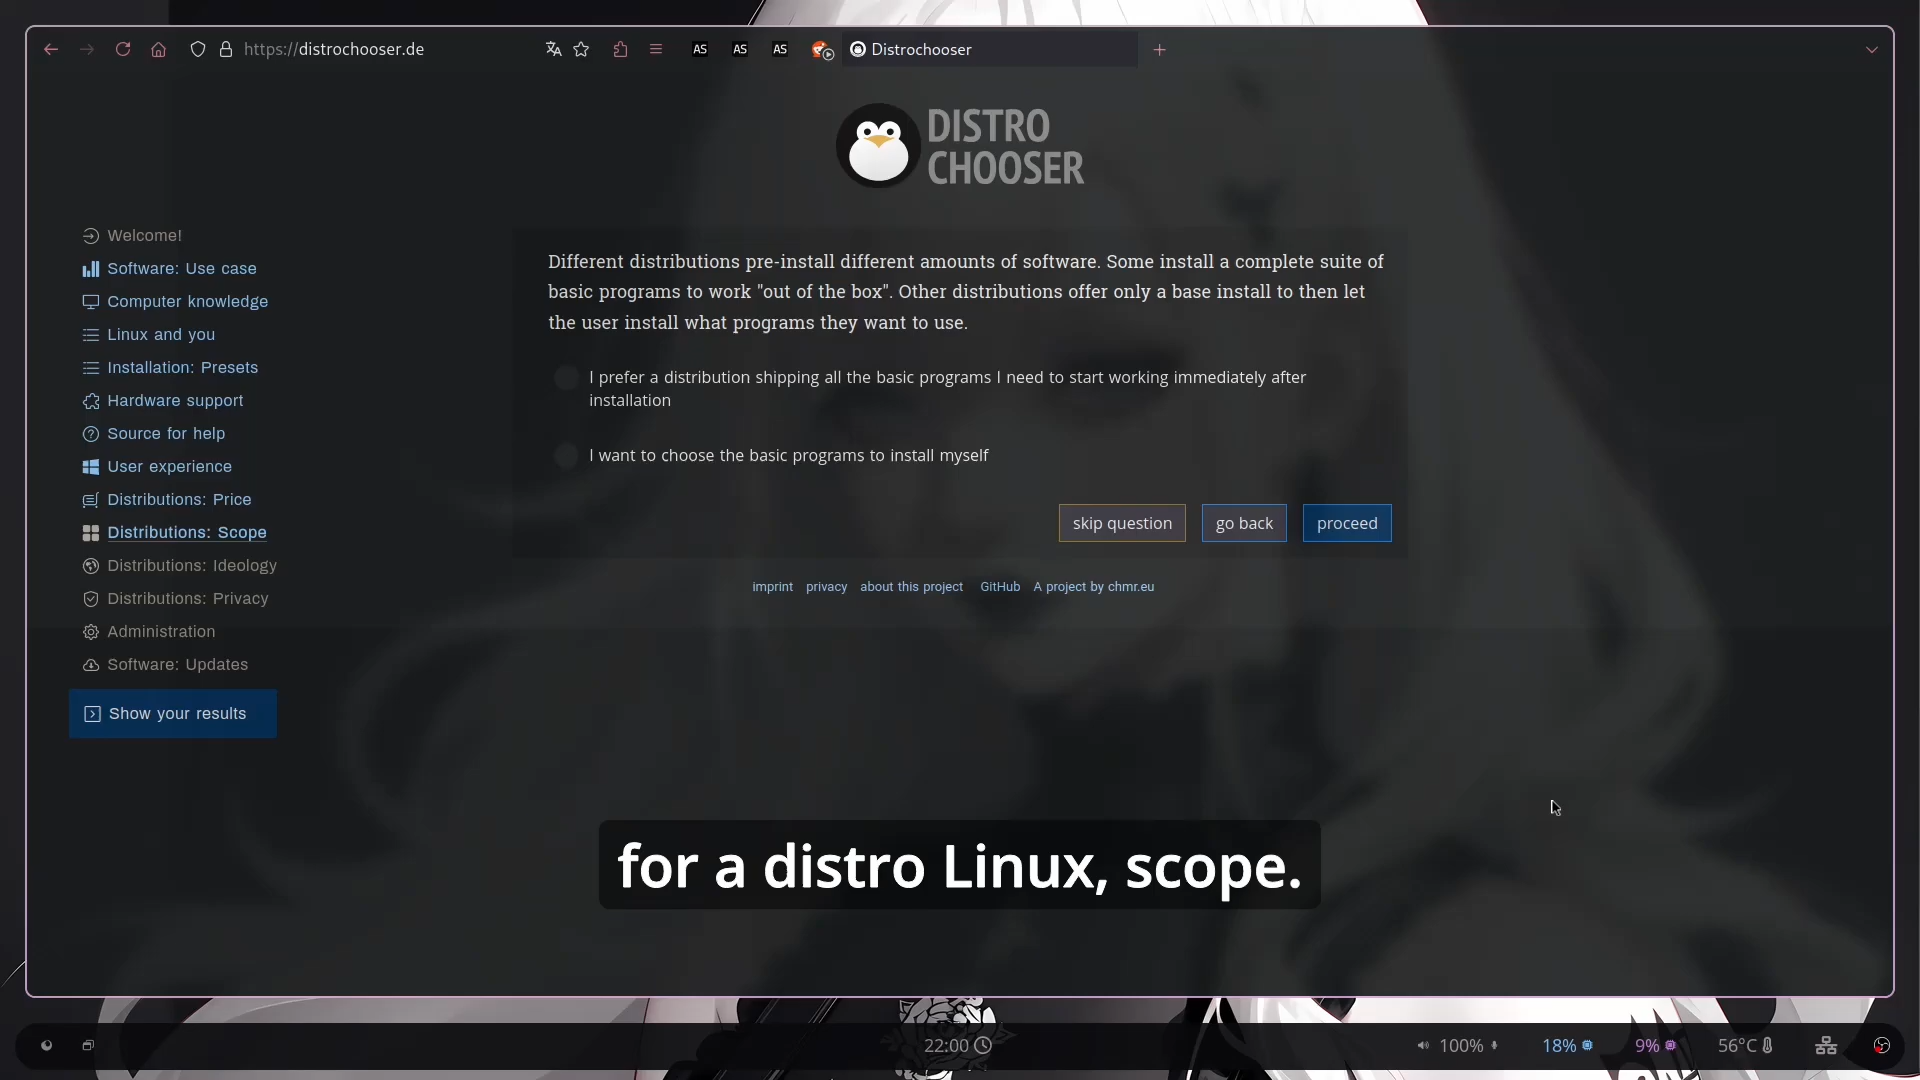 https://distrochooser.de
AS
AS
AS
Distrochooser
DISTRO
CHOOSER
Welcome!
Software: Use case
Computer knowledge
Linux and you
Installation: Presets
Hardware support
Source for help
User experience
Distributions: Price
Distributions: Scope
Distributions: Ideology
Distributions: Privacy
Administration
Software: Updates
Show your results
Different distributions pre-install different amounts of software. Some install a complete suite of
basic programs to work "out of the box". Other distributions offer only a base install to then let
the user install what programs they want to use.
I prefer a distribution shipping all the basic programs I need to start working immediately after
installation
I want to choose the basic programs to install myself
skip question
go back
proceed
imprint privacy about this project GitHub A project by chmr.eu
for a distro Linux, scope.
22:00
100%
18%
9%
56°C